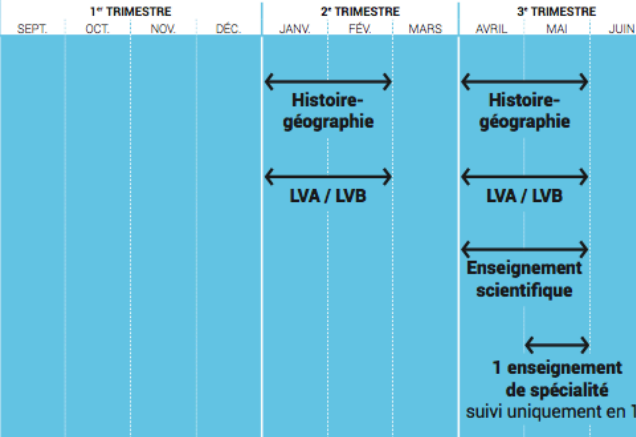 1er TRIMESTRE 2e TRIMESTRE 3e TRIMESTRE
SEPT. OCT. NOV. DÉC. JANV. FÉV. MARS AVRIL MAI JUIN
Histoire-
géographie
Histoire-
géographie
LVA / LVB
LVA / LVB
Enseignement
scientifique
1 enseignement
de spécialité
suivi uniquement en 1